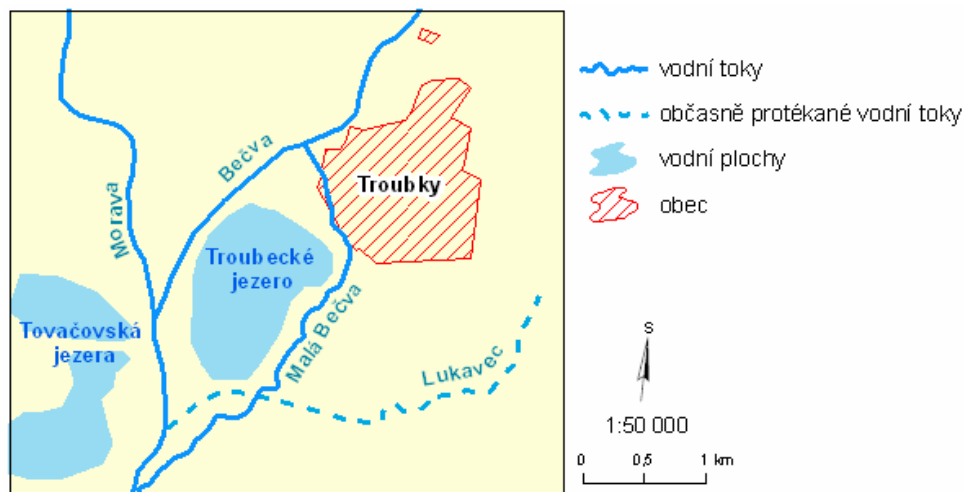 Morava
Bečva
Troubky
Troubecké
jezero
Tovačovská
jezera
Malá Bečva
Lukavec
vodní toky
občasně protékané vodní toky
vodní plochy
obec
S
1:50 000
0 0,5 1 km